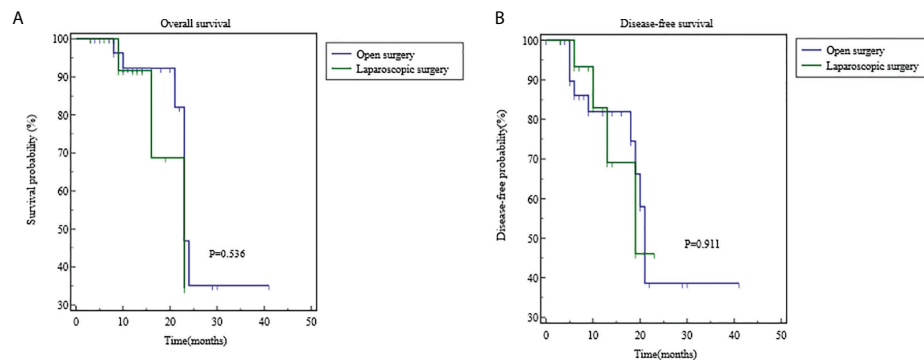 A
Overall survival
Open surgery
Laparoscopic surgery
Survival probability (%)
100
90
80
70
60
50
40
30
P=0.536
0
10
20
30
40
50
Time(months)
B
Disease-free survival
Open surgery
Laparoscopic surgery
Disease-free probability(%)
100
90
80
70
60
50
40
30
P=0.911
0
10
20
30
40
50
Time(months)